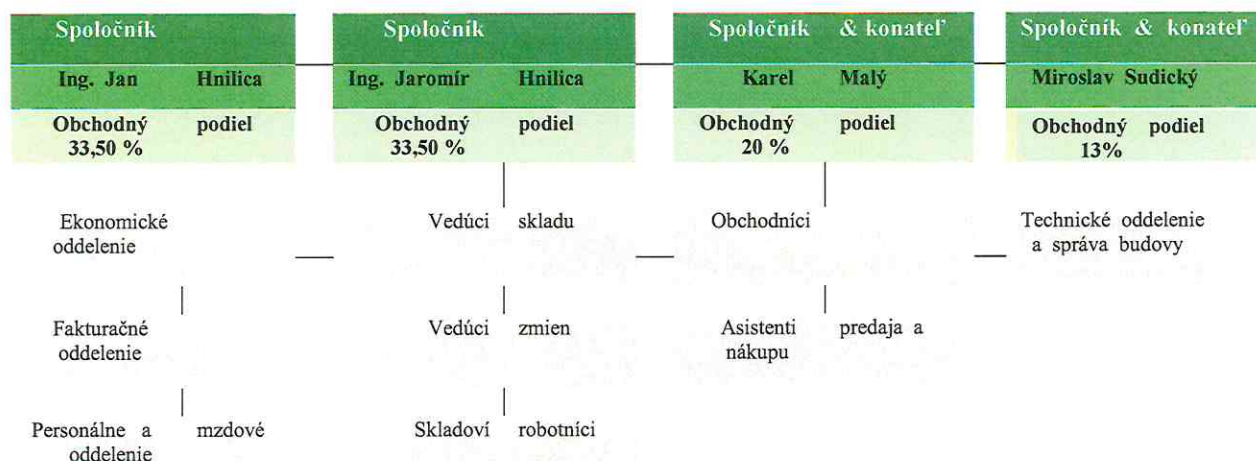 Spoločník
Ing. Jan Hnilica
Obchodný podiel
33,50 %
Spoločník
Ing. Jaromír Hnilica
Obchodný podiel
33,50 %
Spoločník & konateľ
Karel Malý
Obchodný podiel
20 %
Spoločník & konateľ
Miroslav Sudický
Obchodný podiel
13%
Ekonomické
oddelenie
Vedúci skladu
Obchodníci
Technické oddelenie
a správa budovy
Fakturačné
oddelenie
Vedúci zmien
Asistenti predaja a
nákupu
Personálne a mzdové
oddelenie
Skladoví robotníci